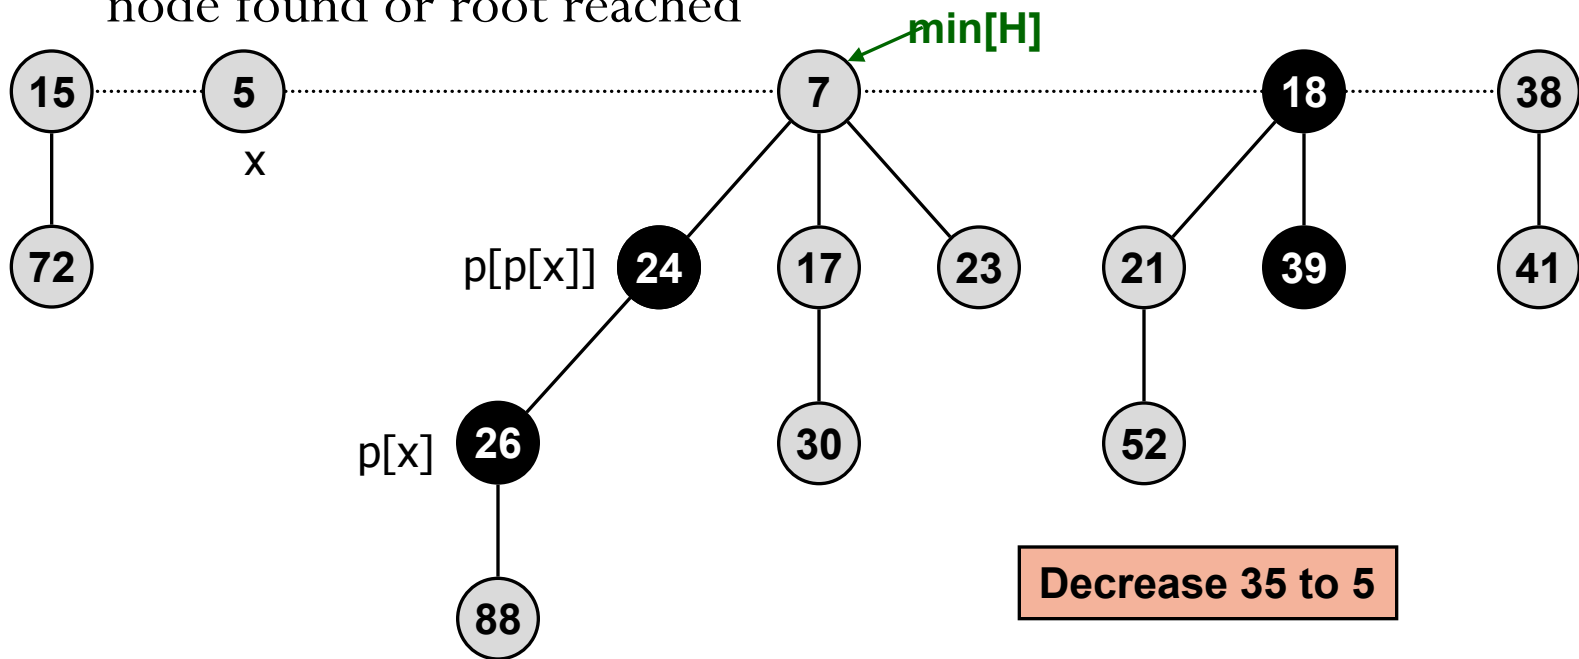 node found or root reached
min[H]
15 5 7 18 38
x
72 p[p[x]] 24 17 23 21 39 41
p[x] 26 30 52
Decrease 35 to 5
88